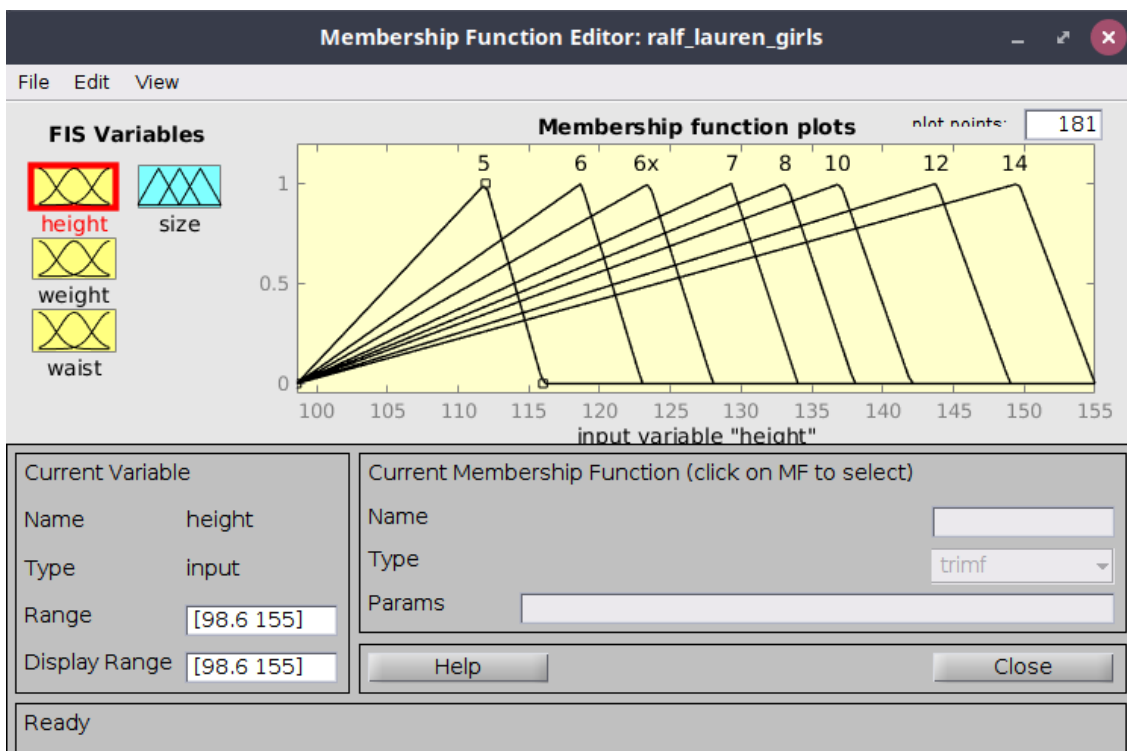 Membership Function Editor: ralf_lauren_girls
File Edit View
FIS Variables
height
size
weight
waist
Membership function plots
plot points:
181
5 6 6x 7 8 10 12 14
1
0.5
0
100 105 110 115 120 125 130 135 140 145 150 155
input variable "height"
Current Variable
Name height
Type input
Range [98.6 155]
Display Range [98.6 155]
Current Membership Function (click on MF to select)
Name
Type trimf
Params
Help
Close
Ready